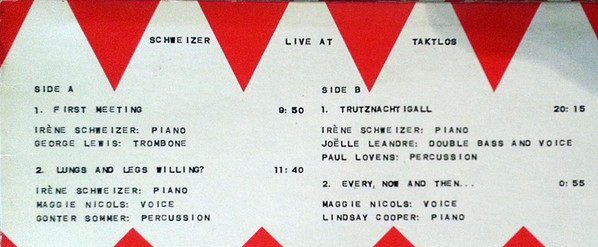 SCHWEIZER LIVE AT TAKTLOS
SIDE A
1. FIRST MEETING 9:50
IRÈNE SCHWEIZER: PIANO
GEORGE LEWIS: TROMBONE
2. LUNGS AND LEGS WILLING? 11:40
IRÈNE SCHWEIZER: PIANO
MAGGIE NICOLS: VOICE
GÜNTER SOMMER: PERCUSSION
SIDE B
1. TRUTZNACHTIGALL 20:15
IRÈNE SCHWEIZER: PIANO
JOËLLE LEANDRE: DOUBLE BASS AND VOICE
PAUL LOVENS: PERCUSSION
2. EVERY, NOW AND THEN... 0:55
MAGGIE NICOLS: VOICE
LINDSAY COOPER: PIANO